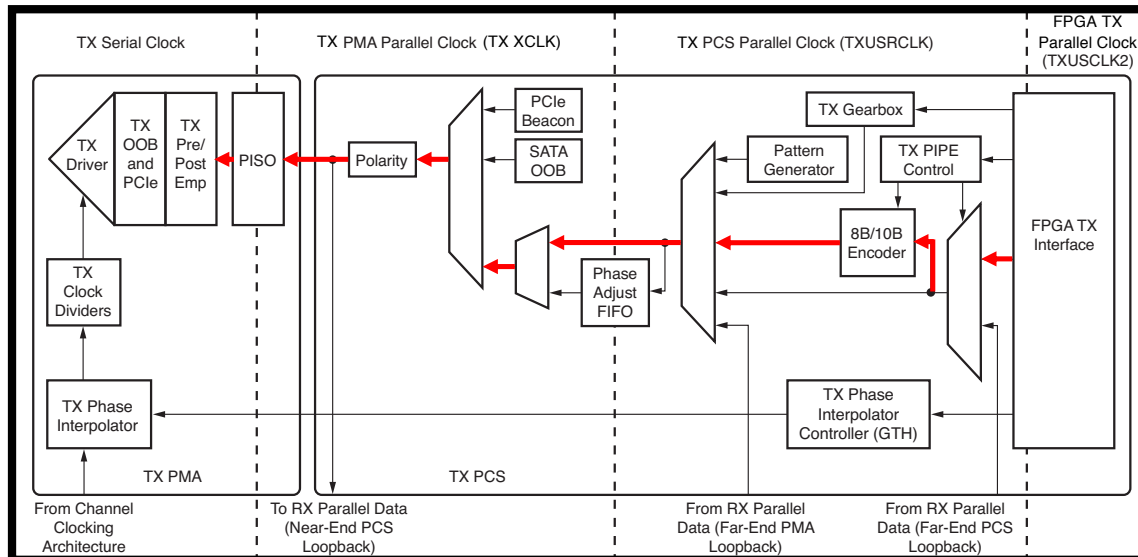 FPGA TX
Parallel Clock
(TXUSCLK2)
TX Serial Clock
TX PMA Parallel Clock (TX XCLK)
TX PCS Parallel Clock (TXUSRCLK)
TX
Driver
TX
OOB
and
PCIe
TX
Pre/
Post
Emp
PISO
Polarity
PCIe
Beacon
SATA
OOB
TX Gearbox
Pattern
Generator
TX PIPE
Control
8B/10B
Encoder
FPGA TX
Interface
Phase
Adjust
FIFO
TX
Clock
Dividers
TX Phase
Interpolator
TX Phase
Interpolator
Controller (GTH)
TX PMA
TX PCS
From Channel
Clocking
Architecture
To RX Parallel Data
(Near-End PCS
Loopback)
From RX Parallel
Data (Far-End PMA
Loopback)
From RX Parallel
Data (Far-End PCS
Loopback)